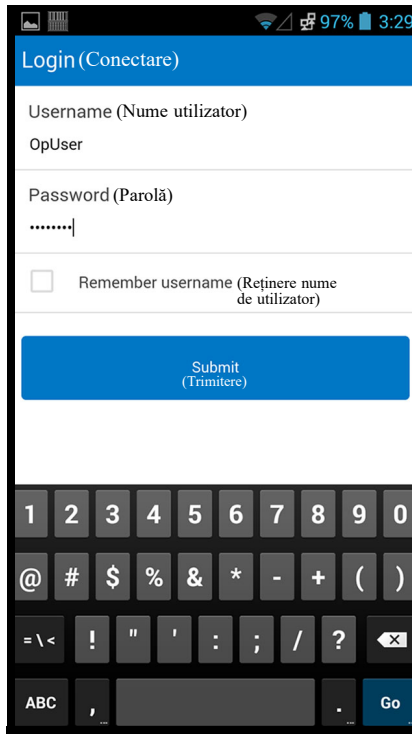 97% 3:29
Login (Conectare)
Username (Nume utilizator)
OpUser
Password (Parolă)
••••••••
Remember username (Reținere nume
de utilizator)
Submit
(Trimitere)
1 2 3 4 5 6 7 8 9 0
@ # $ % & * - + ( )
= \ < ! " ' : ; / ?
ABC , . Go